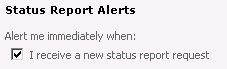 Status Report Alerts
Alert me immediately when:
I receive a new status report request